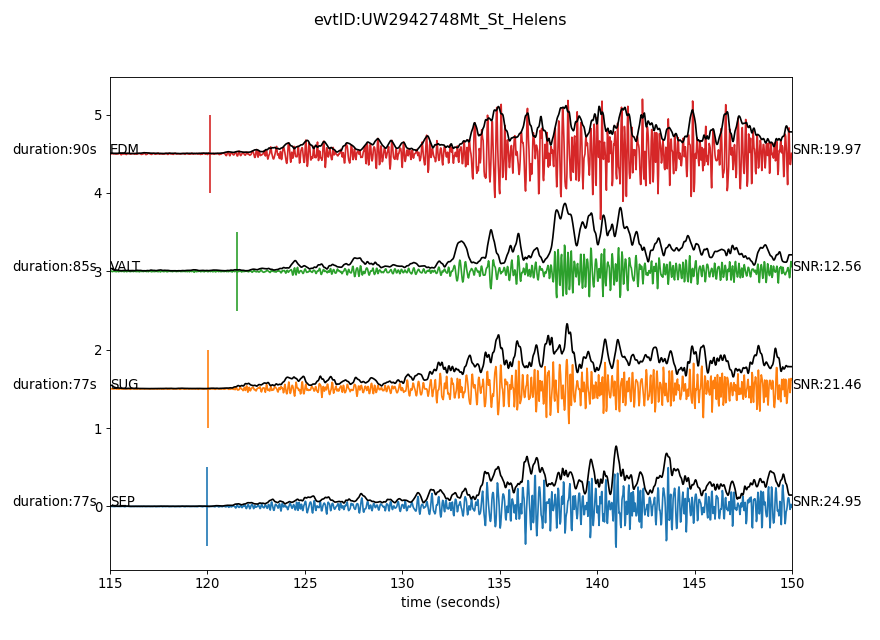 evtID:UW2942748Mt_St_Helens
5
duration:90s EDM SNR:19.97
4
duration:85s 3 VALT SNR:12.56
2
duration:77s SUG SNR:21.46
1
duration:77s 0 SEP SNR:24.95
115 120 125 130 135 140 145 150
time (seconds)